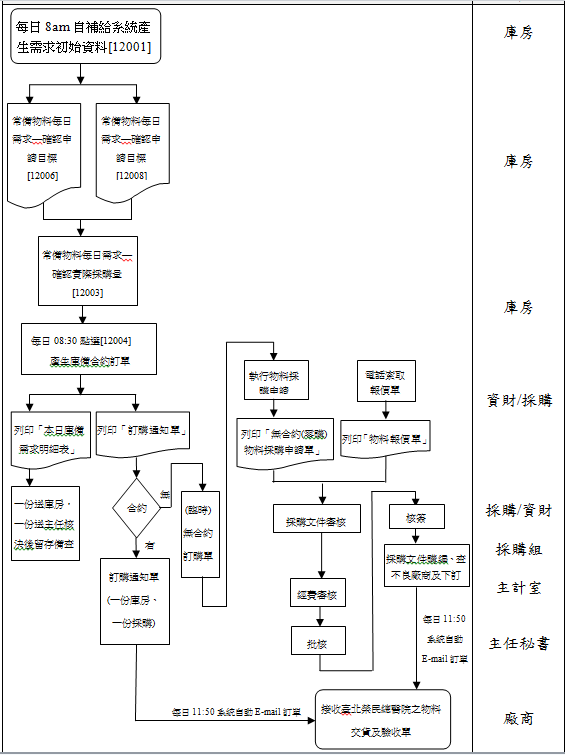 每日 8am 自補給系統產
生需求初始資料[12001]
庫房
常備物料每日
需求—確認申
請目標
[12006]
常備物料每日
需求—確認申
請目標
[12008]
庫房
常備物料每日需求—
確認實際採購量
[12003]
庫房
每日 08:30 點選[12004]
產生庫備合約訂單
執行物料採
購申請
電話索取
報價單
資財/採購
列印「本日庫備
需求明細表」
列印「訂購通知單」
列印「無合約(零購)
物料採購申請單」
列印「物料報價單」
一份送庫房、
一份送主任核
決後留存備查
合約
無
有
(臨時)
無合約
訂購單
採購文件審核
核簽
採購/資財
訂購通知單
(一份庫房、
一份採購)
經費審核
批核
採購文件購編、查
不良廠商及下訂
採購組
主計室
每日 11:50
系統自動
E-mail 訂單
主任秘書
每日 11:50 系統自動 E-mail 訂單
接收臺北榮民總醫院之物料
交貨及驗收單
廠商